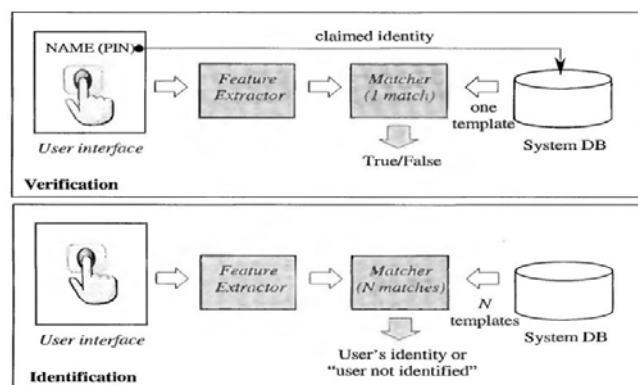 NAME (PIN)
claimed identity
Feature
Extractor
Matcher
(1 match)
one
template
System DB
User interface
True/False
Verification
Feature
Extractor
Matcher
(N matches)
N
templates
System DB
User interface
User's identity or
"user not identified"
Identification